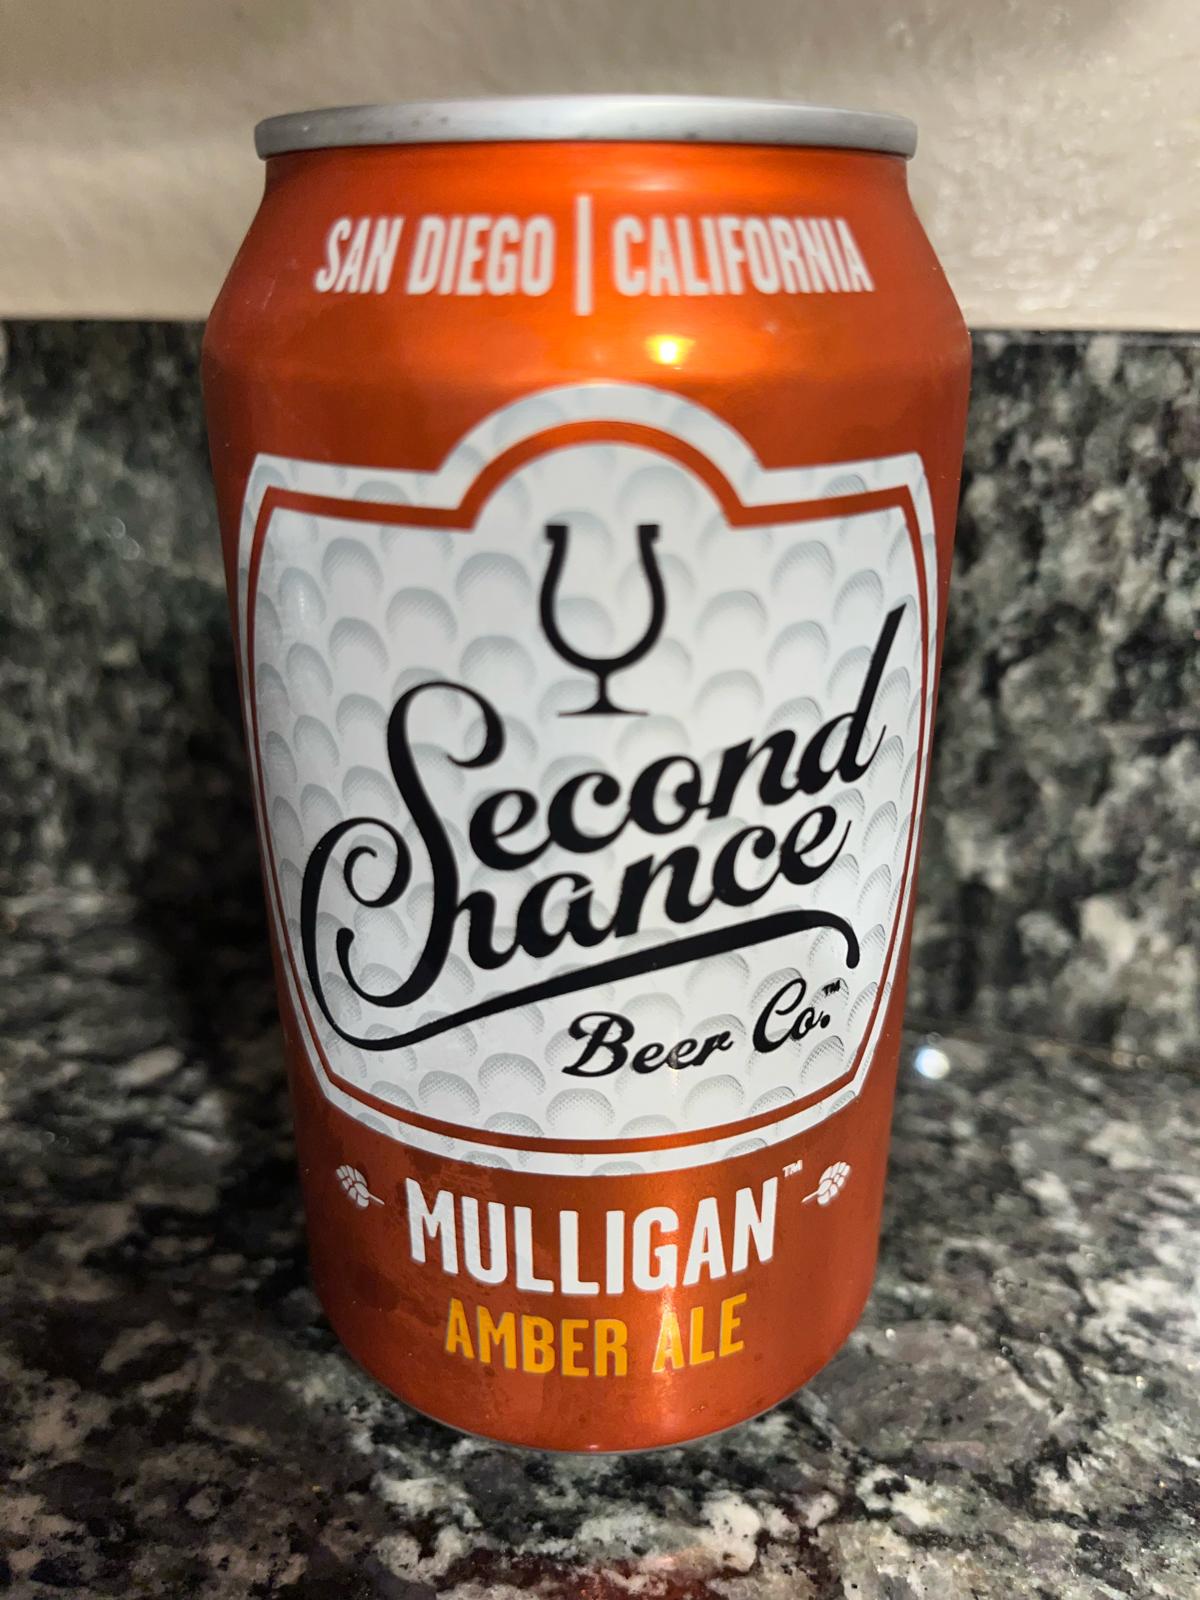 SAN DIEGO | CALIFORNIA
Second
Chance
Beer Co.™
MULLIGAN™
AMBER ALE